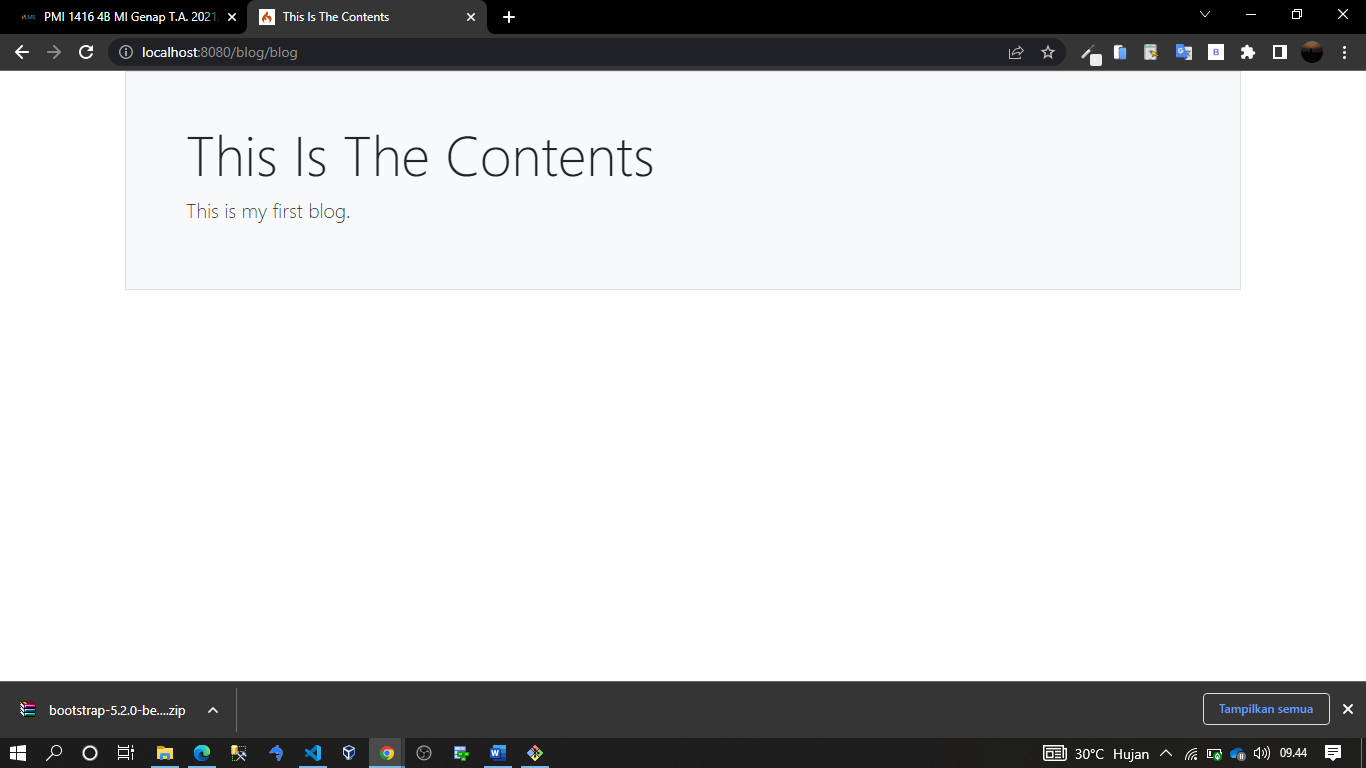 PMI 1416 4B MI Genap T.A. 2021
This Is The Contents
localhost:8080/blog/blog
This Is The Contents
This is my first blog.
bootstrap-5.2.0-be....zip
Tampilkan semua
30°C Hujan
09.44